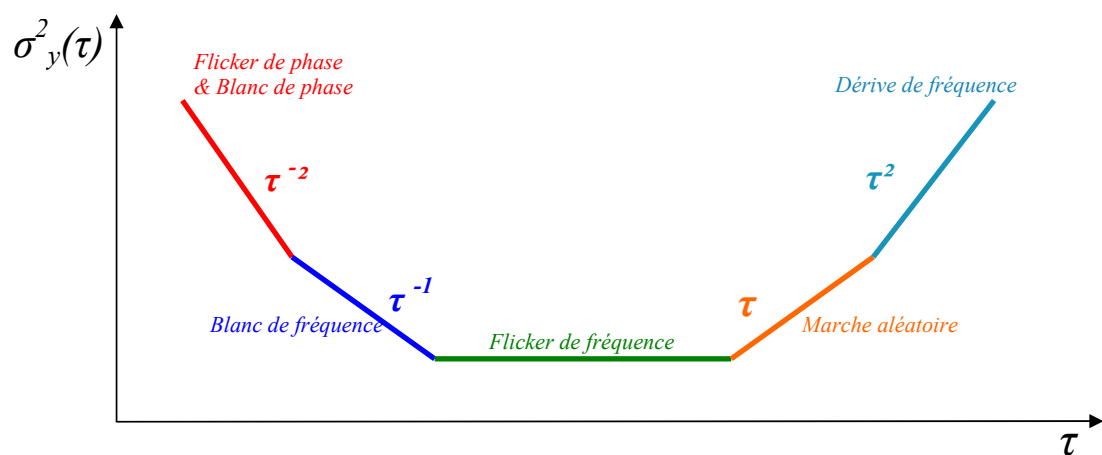 σ²y(τ)
Flicker de phase
& Blanc de phase
Dérive de fréquence
τ⁻²
τ²
τ⁻¹
τ
Blanc de fréquence
Marche aléatoire
Flicker de fréquence
τ